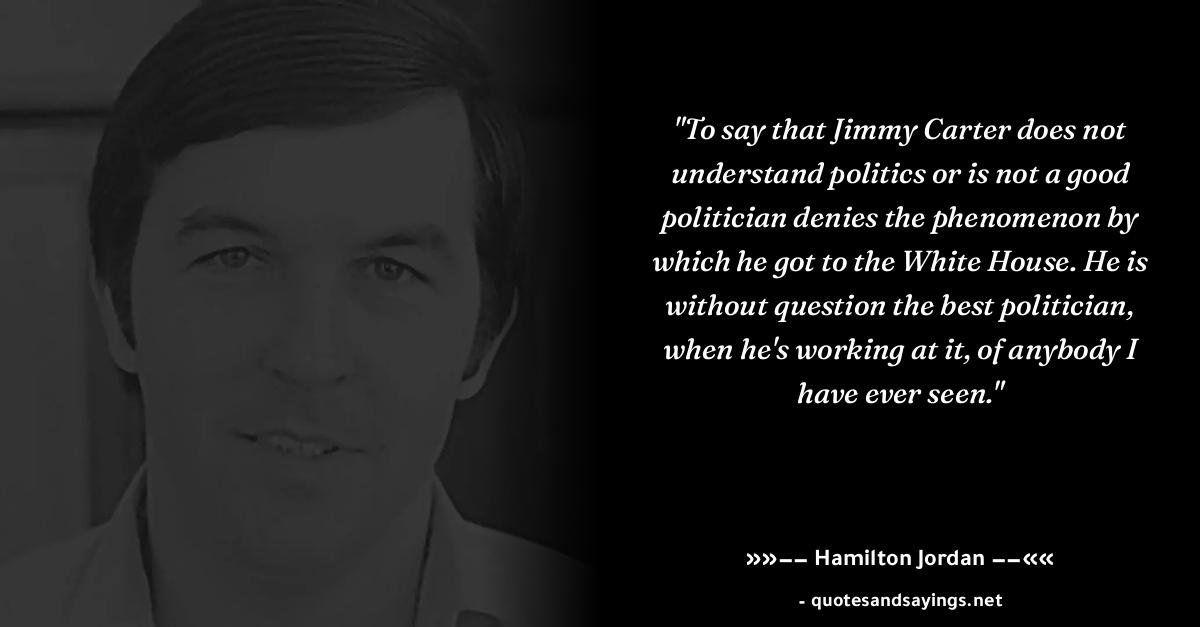 "To say that Jimmy Carter does not
understand politics or is not a good
politician denies the phenomenon by
which he got to the White House. He is
without question the best politician,
when he's working at it, of anybody I
have ever seen."
»»−− Hamilton Jordan −−««
- quotesandsayings.net